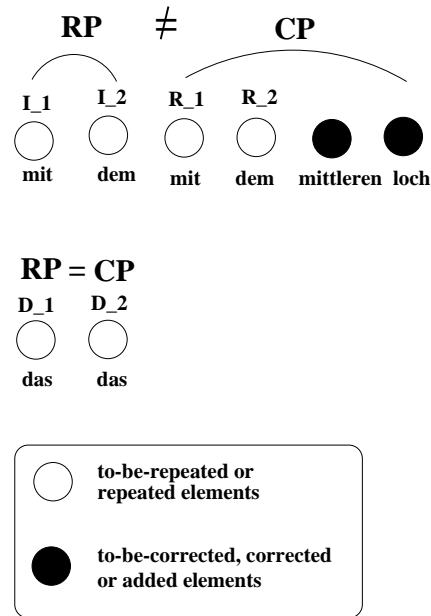 RP ≠ CP
I_1 I_2 R_1 R_2
mit dem mit dem mittleren loch
RP = CP
D_1 D_2
das das
to-be-repeated or
repeated elements
to-be-corrected, corrected
or added elements